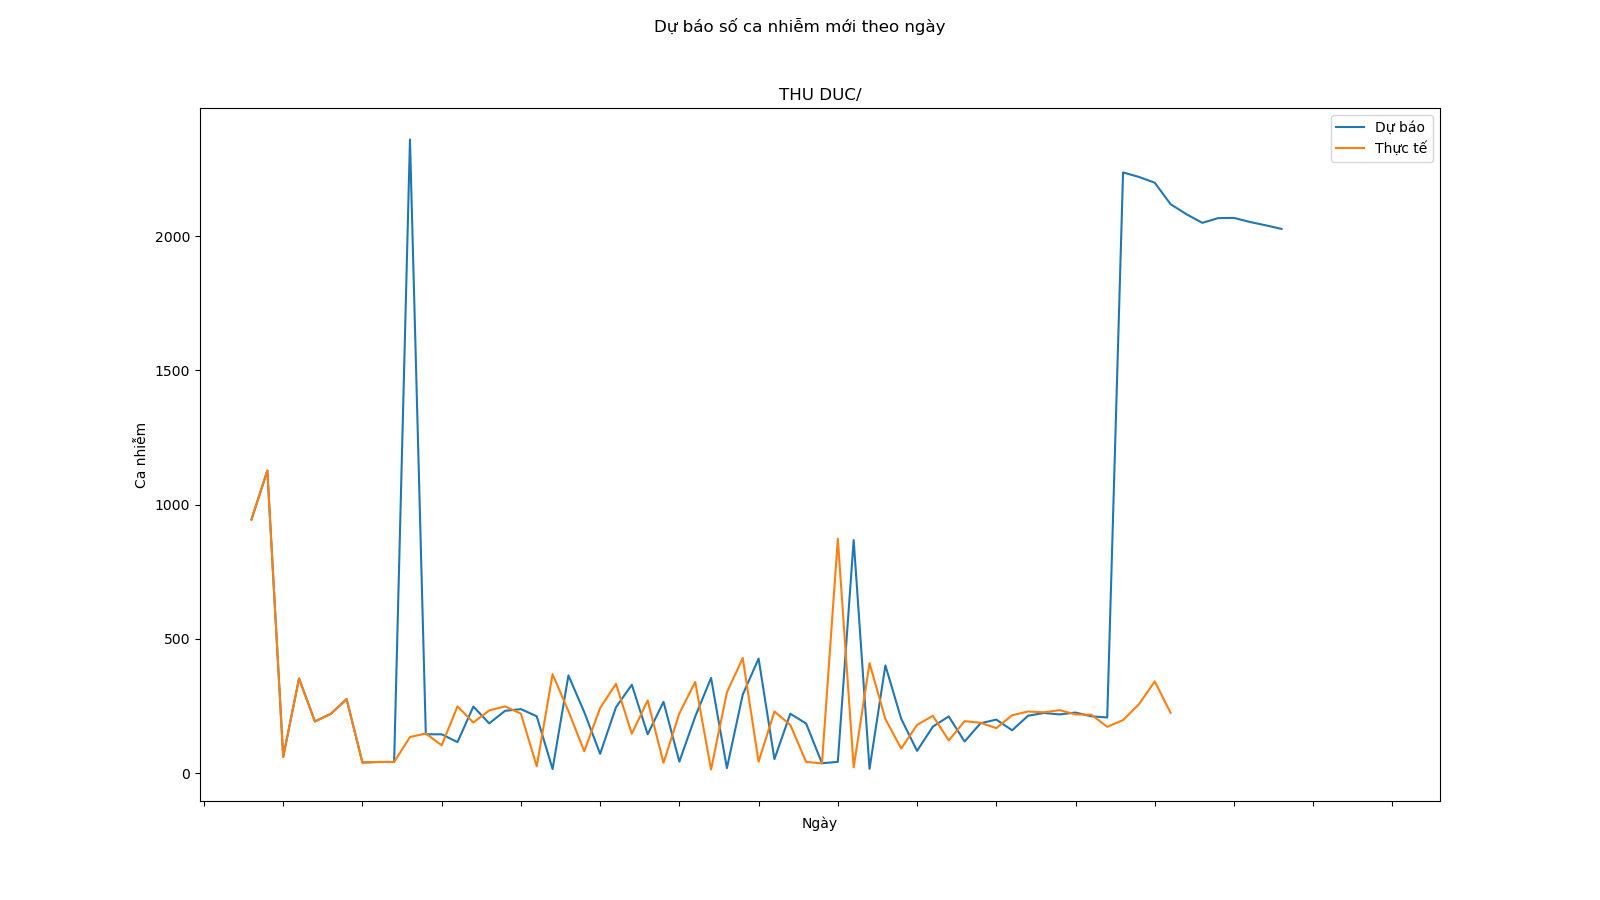 Dự báo số ca nhiễm mới theo ngày
THU DUC/
Dự báo
Thực tế
2000
1500
1000
500
0
Ca nhiễm
Ngày